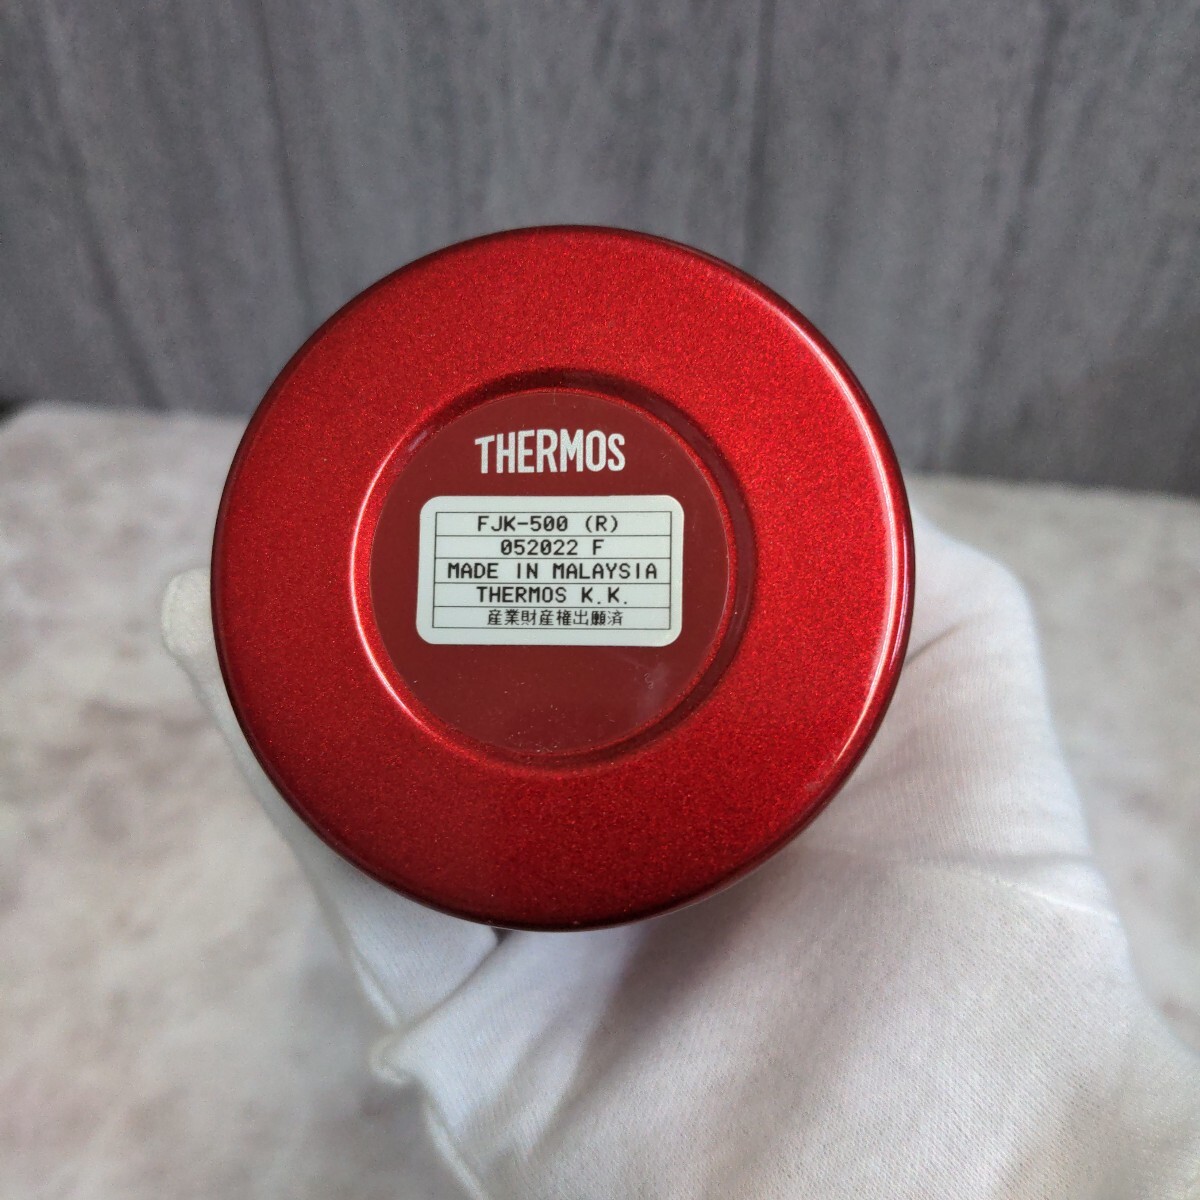 THERMOS
FJK-500 (R)
052022 F
MADE IN MALAYSIA
THERMOS K.K.
産業財産権出願済